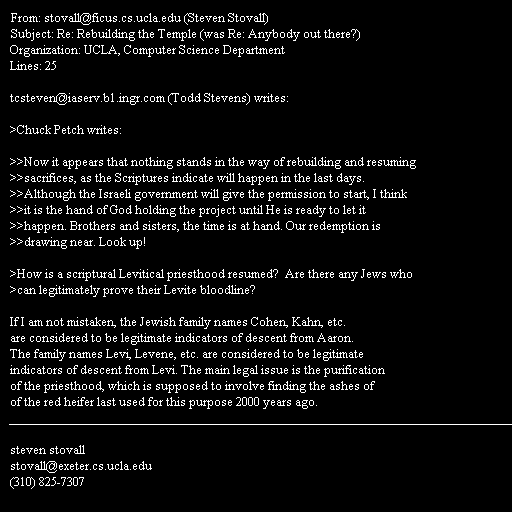 From: stovall@ficus.cs.ucla.edu (Steven Stovall)
Subject: Re: Rebuilding the Temple (was Re: Anybody out there?)
Organization: UCLA, Computer Science Department
Lines: 25

tcsteven@iaserv.b1.ingr.com (Todd Stevens) writes:

>Chuck Petch writes:

>>Now it appears that nothing stands in the way of rebuilding and resuming
>>sacrifices, as the Scriptures indicate will happen in the last days.
>>Although the Israeli government will give the permission to start, I think
>>it is the hand of God holding the project until He is ready to let it
>>happen. Brothers and sisters, the time is at hand. Our redemption is
>>drawing near. Look up!

>How is a scriptural Levitical priesthood resumed?  Are there any Jews who
>can legitimately prove their Levite bloodline?

If I am not mistaken, the Jewish family names Cohen, Kahn, etc.
are considered to be legitimate indicators of descent from Aaron.
The family names Levi, Levene, etc. are considered to be legitimate
indicators of descent from Levi. The main legal issue is the purification
of the priesthood, which is supposed to involve finding the ashes of
of the red heifer last used for this purpose 2000 years ago.

steven stovall
stovall@exeter.cs.ucla.edu
(310) 825-7307